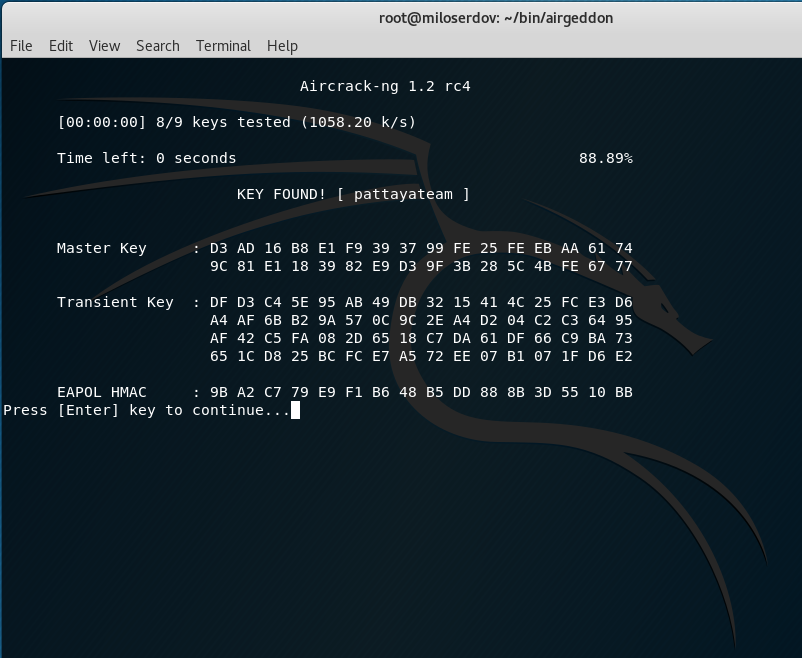 root@miloserdov: ~/bin/airgeddon
File Edit View Search Terminal Help
Aircrack-ng 1.2 rc4
[00:00:00] 8/9 keys tested (1058.20 k/s)
Time left: 0 seconds 88.89%
KEY FOUND! [ pattayateam ]
Master Key : D3 AD 16 B8 E1 F9 39 37 99 FE 25 FE EB AA 61 74
9C 81 E1 18 39 82 E9 D3 9F 3B 28 5C 4B FE 67 77
Transient Key : DF D3 C4 5E 95 AB 49 DB 32 15 41 4C 25 FC E3 D6
A4 AF 6B B2 9A 57 0C 9C 2E A4 D2 04 C2 C3 64 95
AF 42 C5 FA 08 2D 65 18 C7 DA 61 DF 66 C9 BA 73
65 1C D8 25 BC FC E7 A5 72 EE 07 B1 07 1F D6 E2
EAPOL HMAC : 9B A2 C7 79 E9 F1 B6 48 B5 DD 88 8B 3D 55 10 BB
Press [Enter] key to continue...